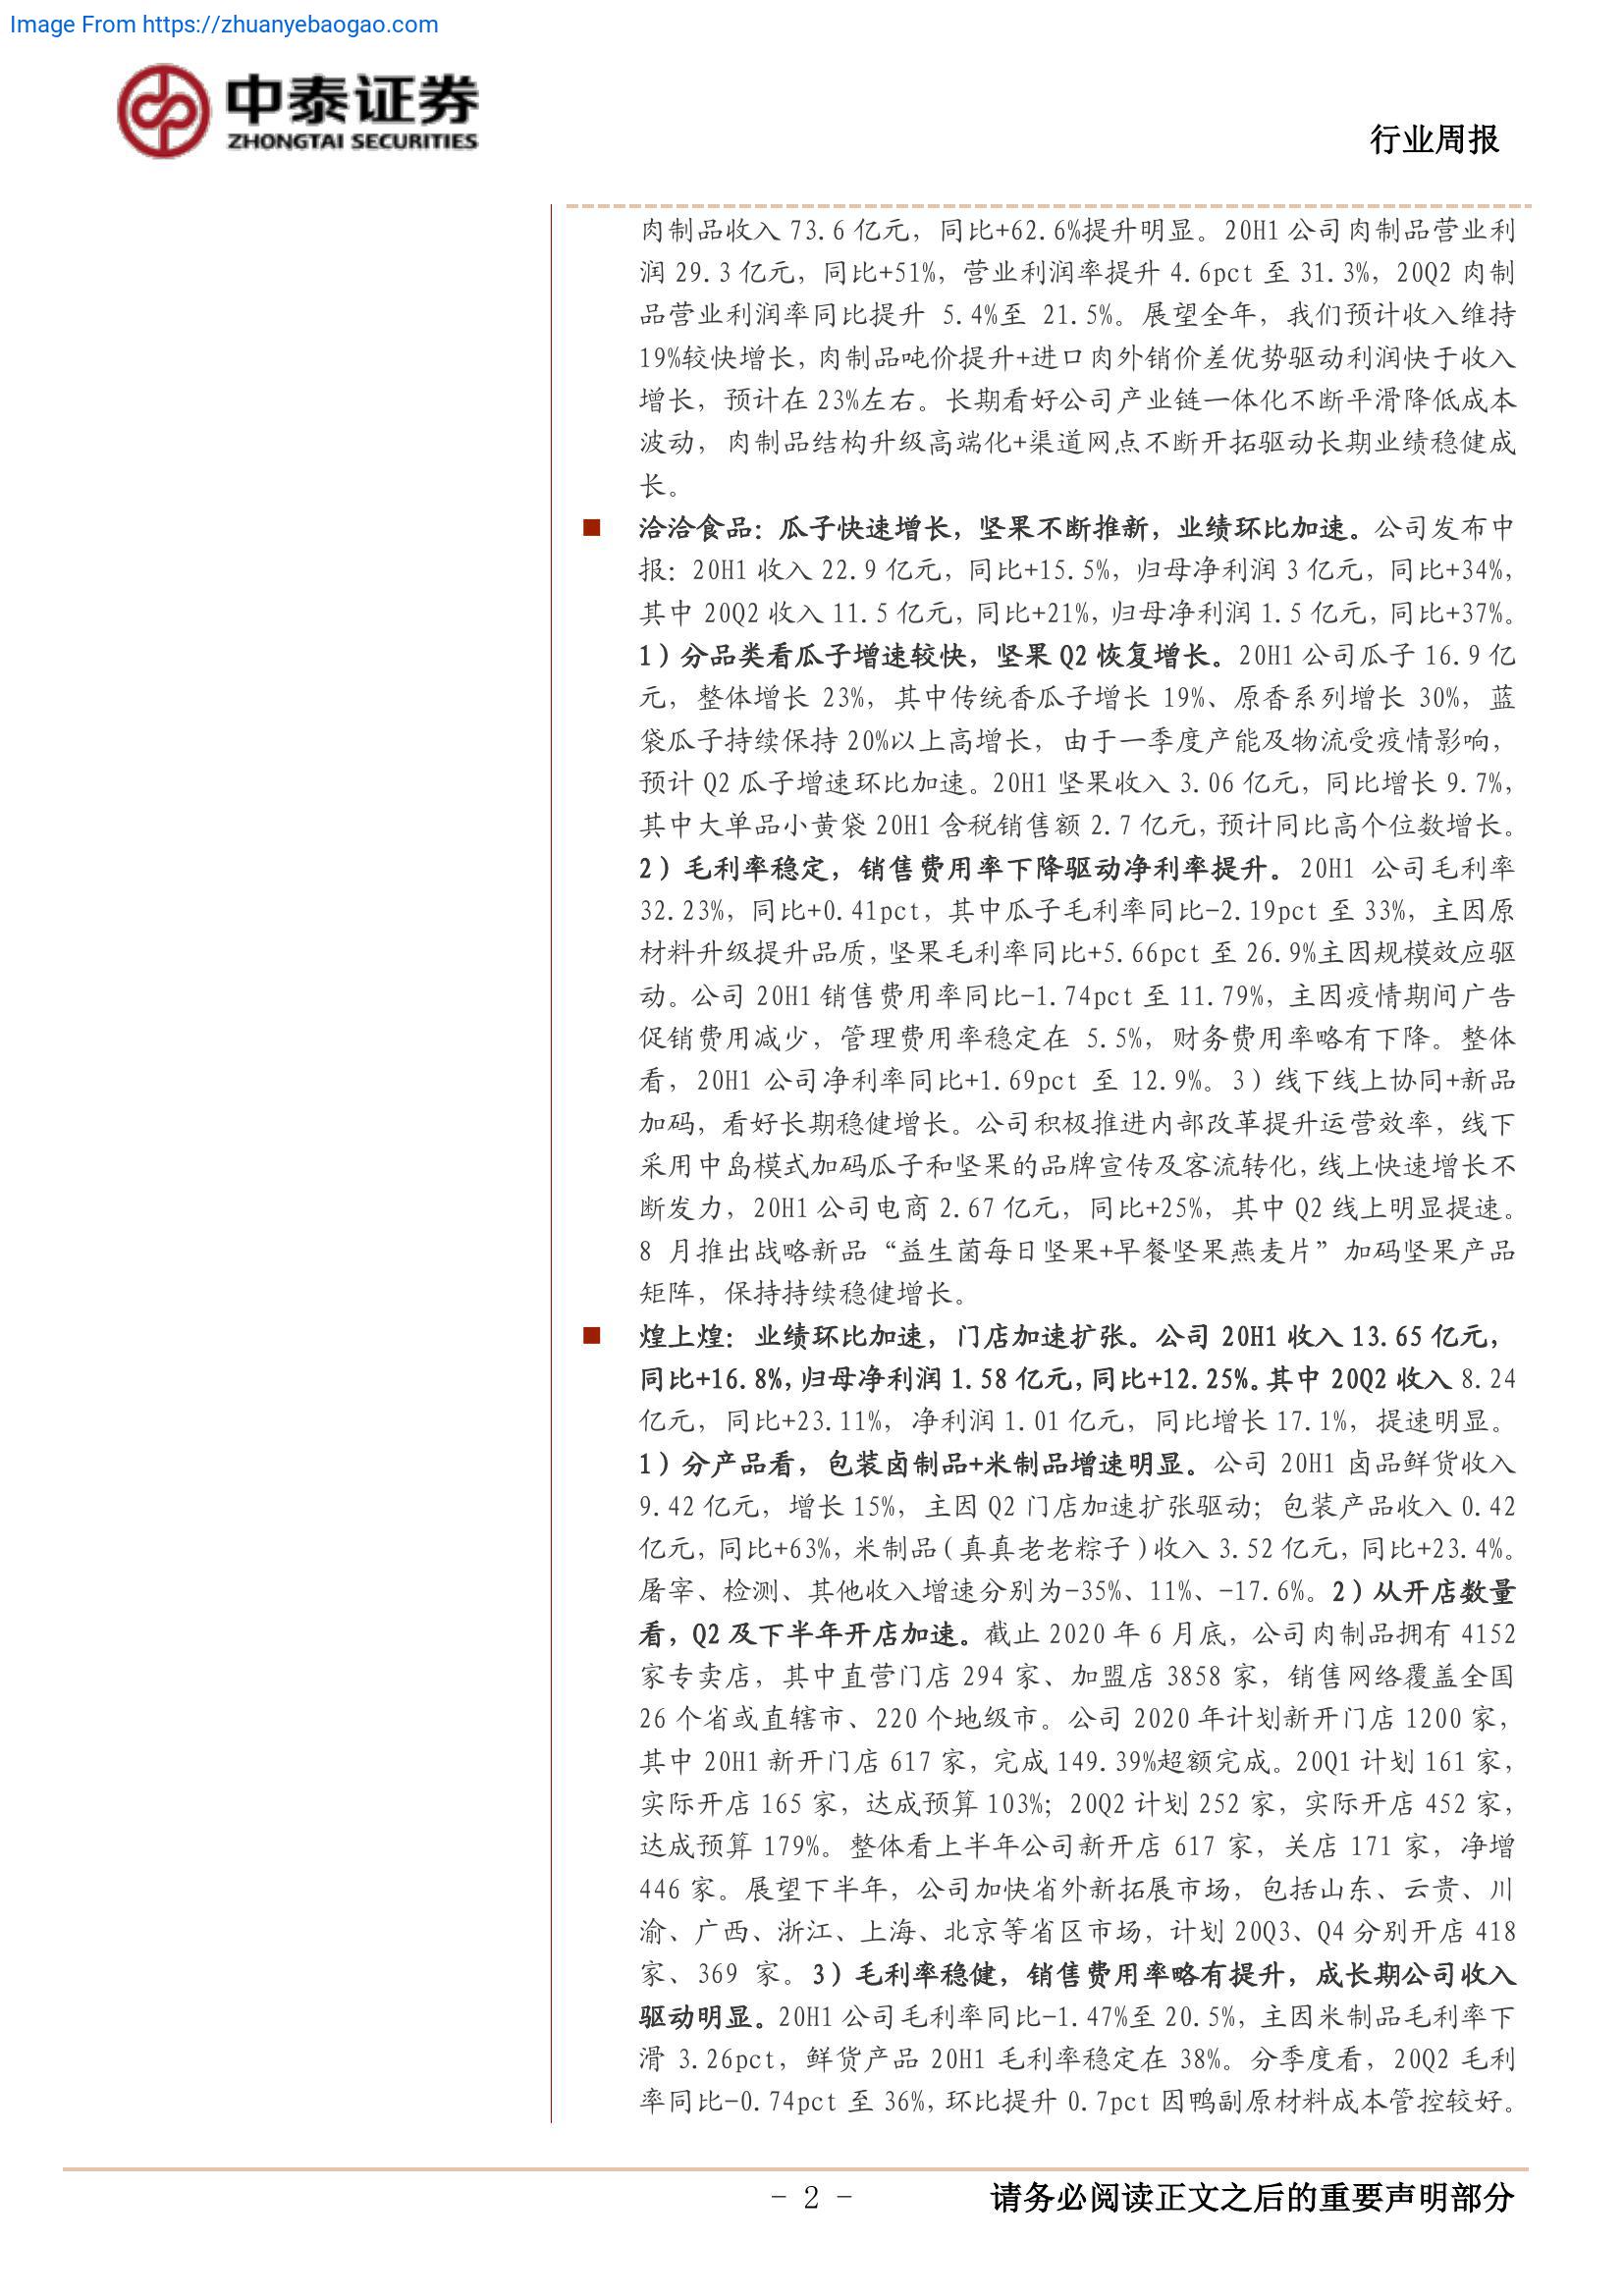 Image From https://zhuanyebaogao.com
中泰证券
ZHONGTAI SECURITIES
行业周报
肉制品收入 73.6 亿元，同比+62.6%提升明显。20H1 公司肉制品营业利
润 29.3 亿元，同比+51%，营业利润率提升 4.6pct 至 31.3%，20Q2 肉制
品营业利润率同比提升 5.4%至 21.5%。展望全年，我们预计收入维持
19%较快增长，肉制品吨价提升+进口肉外销价差优势驱动利润快于收入
增长，预计在 23%左右。长期看好公司产业链一体化不断平滑降低成本
波动，肉制品结构升级高端化+渠道网点不断开拓驱动长期业绩稳健成
长。
■ 洽洽食品：瓜子快速增长，坚果不断推新，业绩环比加速。公司发布中
报：20H1 收入 22.9 亿元，同比+15.5%，归母净利润 3 亿元，同比+34%，
其中 20Q2 收入 11.5 亿元，同比+21%，归母净利润 1.5 亿元，同比+37%。
1）分品类看瓜子增速较快，坚果 Q2 恢复增长。20H1 公司瓜子 16.9 亿
元，整体增长 23%，其中传统香瓜子增长 19%、原香系列增长 30%，蓝
袋瓜子持续保持 20%以上高增长，由于一季度产能及物流受疫情影响，
预计 Q2 瓜子增速环比加速。20H1 坚果收入 3.06 亿元，同比增长 9.7%，
其中大单品小黄袋 20H1 含税销售额 2.7 亿元，预计同比高个位数增长。
2）毛利率稳定，销售费用率下降驱动净利率提升。20H1 公司毛利率
32.23%，同比+0.41pct，其中瓜子毛利率同比-2.19pct 至 33%，主因原
材料升级提升品质，坚果毛利率同比+5.66pct 至 26.9%主因规模效应驱
动。公司 20H1 销售费用率同比-1.74pct 至 11.79%，主因疫情期间广告
促销费用减少，管理费用率稳定在 5.5%，财务费用率略有下降。整体
看，20H1 公司净利率同比+1.69pct 至 12.9%。3）线下线上协同+新品
加码，看好长期稳健增长。公司积极推进内部改革提升运营效率，线下
采用中岛模式加码瓜子和坚果的品牌宣传及客流转化，线上快速增长不
断发力，20H1 公司电商 2.67 亿元，同比+25%，其中 Q2 线上明显提速。
8 月推出战略新品“益生菌每日坚果+早餐坚果燕麦片”加码坚果产品
矩阵，保持持续稳健增长。
■ 煌上煌：业绩环比加速，门店加速扩张。公司 20H1 收入 13.65 亿元，
同比+16.8%，归母净利润 1.58 亿元，同比+12.25%。其中 20Q2 收入 8.24
亿元，同比+23.11%，净利润 1.01 亿元，同比增长 17.1%，提速明显。
1）分产品看，包装卤制品+米制品增速明显。公司 20H1 卤品鲜货收入
9.42 亿元，增长 15%，主因 Q2 门店加速扩张驱动；包装产品收入 0.42
亿元，同比+63%，米制品（真真老老粽子）收入 3.52 亿元，同比+23.4%。
屠宰、检测、其他收入增速分别为-35%、11%、-17.6%。2）从开店数量
看，Q2 及下半年开店加速。截止 2020 年 6 月底，公司肉制品拥有 4152
家专卖店，其中直营门店 294 家、加盟店 3858 家，销售网络覆盖全国
26 个省或直辖市、220 个地级市。公司 2020 年计划新开门店 1200 家，
其中 20H1 新开门店 617 家，完成 149.39%超额完成。20Q1 计划 161 家，
实际开店 165 家，达成预算 103%；20Q2 计划 252 家，实际开店 452 家，
达成预算 179%。整体看上半年公司新开店 617 家，关店 171 家，净增
446 家。展望下半年，公司加快省外新拓展市场，包括山东、云贵、川
渝、广西、浙江、上海、北京等省区市场，计划 20Q3、Q4 分别开店 418
家、369 家。3）毛利率稳健，销售费用率略有提升，成长期公司收入
驱动明显。20H1 公司毛利率同比-1.47%至 20.5%，主因米制品毛利率下
滑 3.26pct，鲜货产品 20H1 毛利率稳定在 38%。分季度看，20Q2 毛利
率同比-0.74pct 至 36%，环比提升 0.7pct 因鸭副原材料成本管控较好。
- 2 -
请务必阅读正文之后的重要声明部分